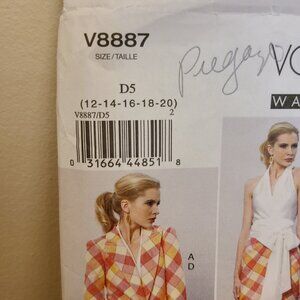 V8887
SIZE/TAILLE
D5
(12-14-16-18-20)
V8887/D5 2
0 31664 44851 8
A
D